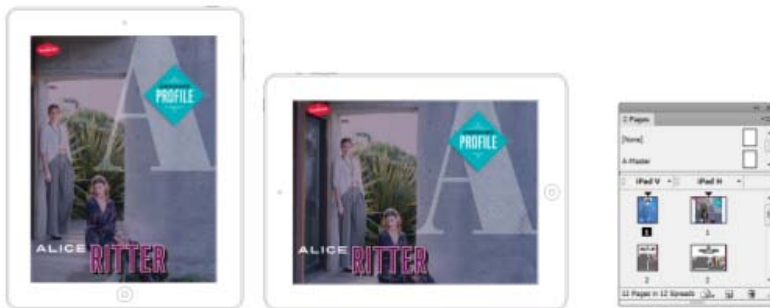 A
PROFILE
ALICE
RITTER
A
PROFILE
ALICE
RITTER
Pages
[None]
A-Master
iPad V
iPad H
1
1
2
2
12 Pages in 12 Spreads